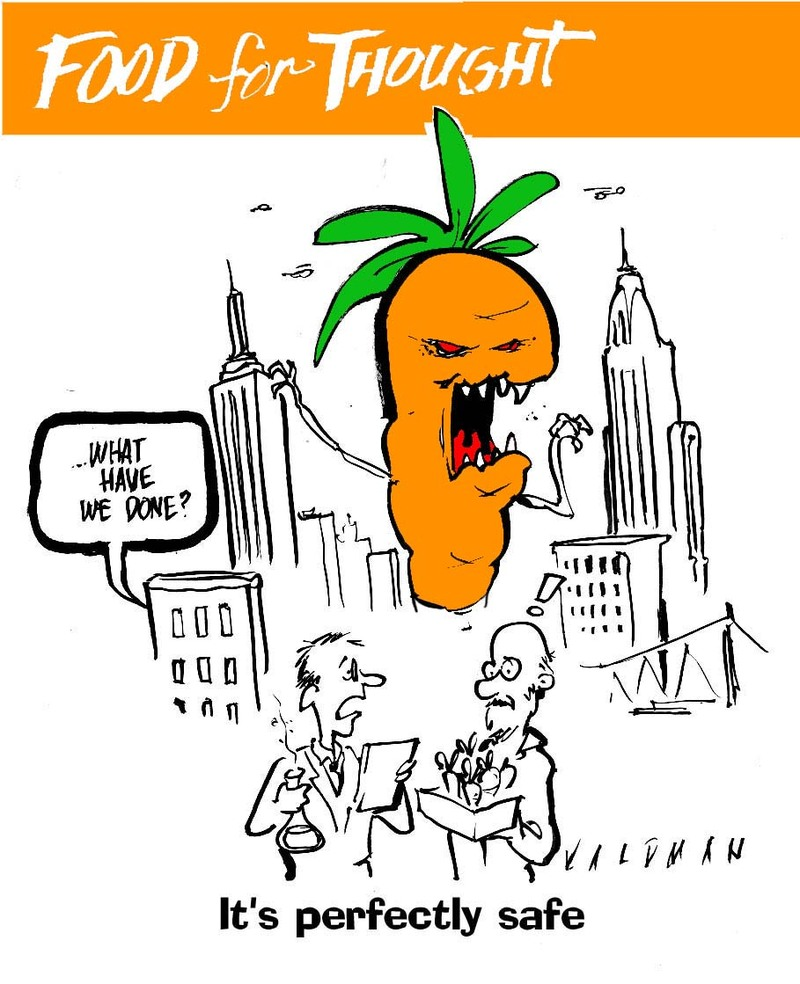 FOOD for THOUGHT
...WHAT
HAVE
WE DONE?
!
VALDMAN
It's perfectly safe